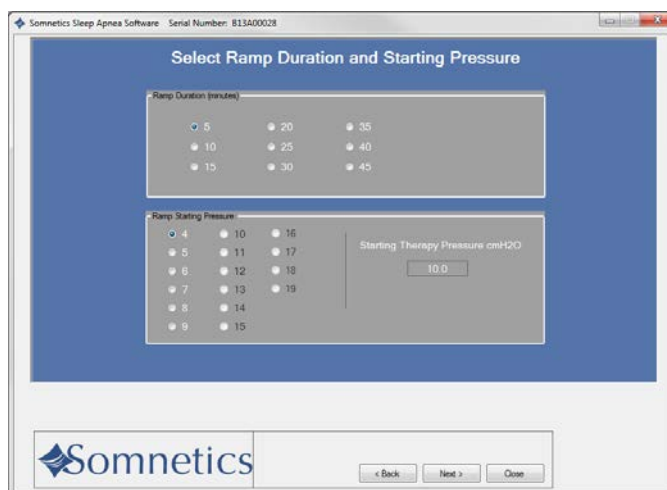 Somnetics Sleep Apnea Software Serial Number: B13A00028
Select Ramp Duration and Starting Pressure
Ramp Duration (minutes)
5 20 35
10 25 40
15 30 45
Ramp Starting Pressure
4 10 16
5 11 17
6 12 18
7 13 19
8 14
9 15
Starting Therapy Pressure cmH2O
10.0
Somnetics
< Back Next > Close